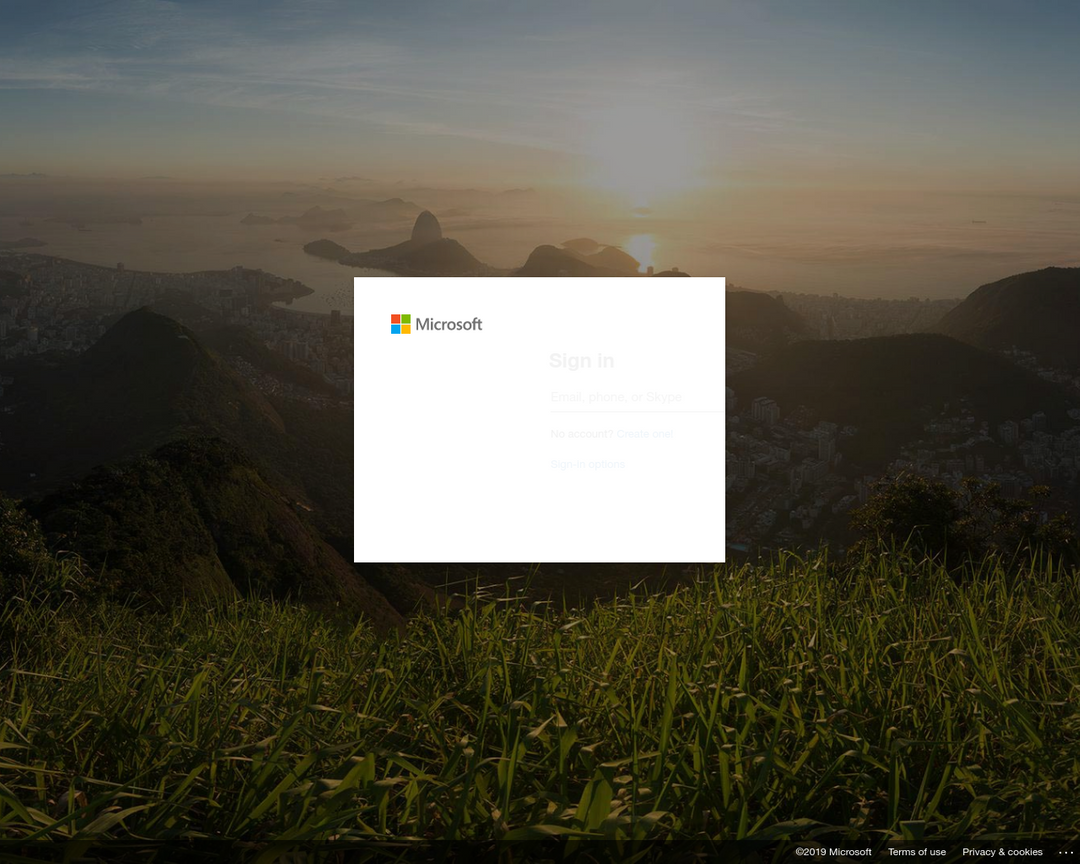 Microsoft
Sign in
Email, phone, or Skype
No account? Create one!
Sign-in options
©2019 Microsoft Terms of use Privacy & cookies ...